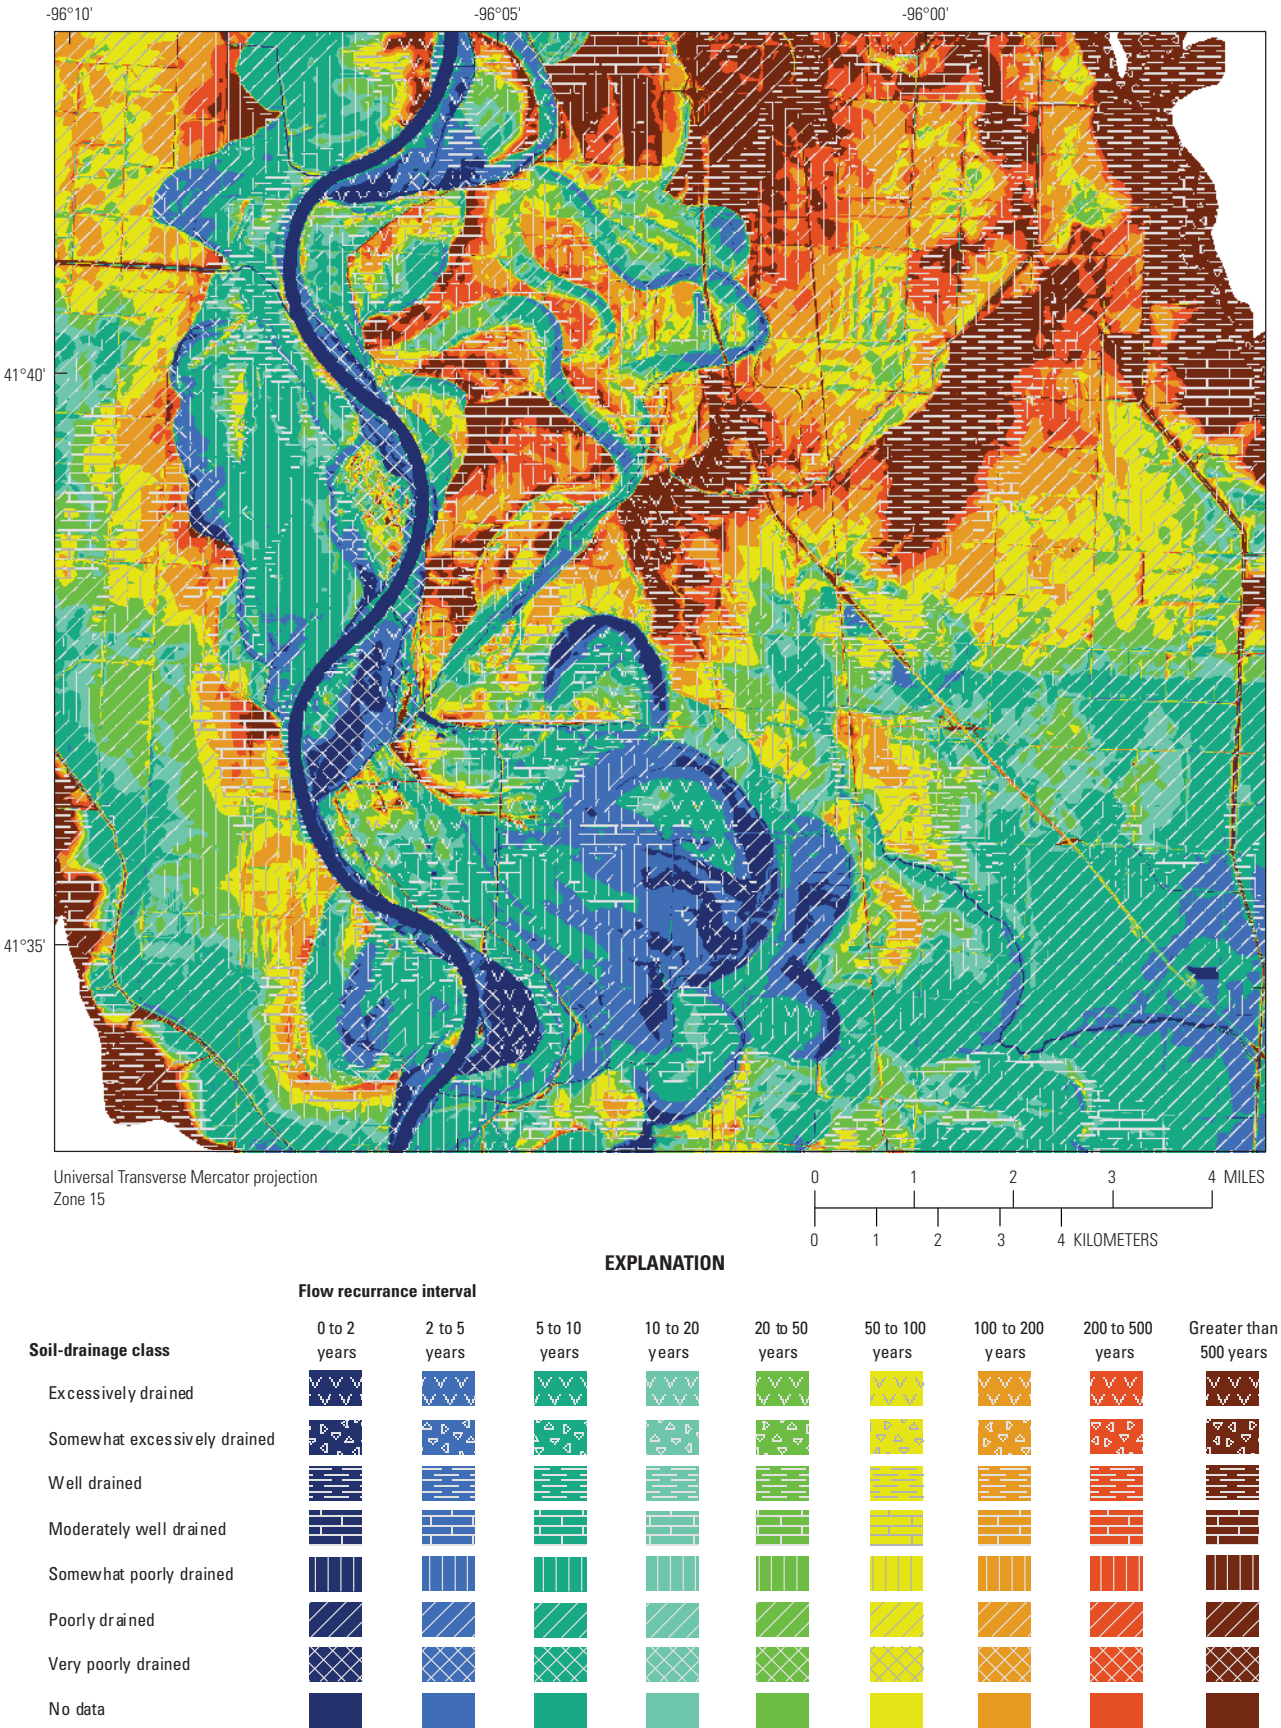 -96°10'
-96°05'
-96°00'
41°40'
41°35'
Universal Transverse Mercator projection
Zone 15
0 1 2 3 4 MILES
0 1 2 3 4 KILOMETERS
EXPLANATION
Flow recurrance interval
Soil-drainage class
0 to 2 years
2 to 5 years
5 to 10 years
10 to 20 years
20 to 50 years
50 to 100 years
100 to 200 years
200 to 500 years
Greater than 500 years
Excessively drained
Somewhat excessively drained
Well drained
Moderately well drained
Somewhat poorly drained
Poorly drained
Very poorly drained
No data